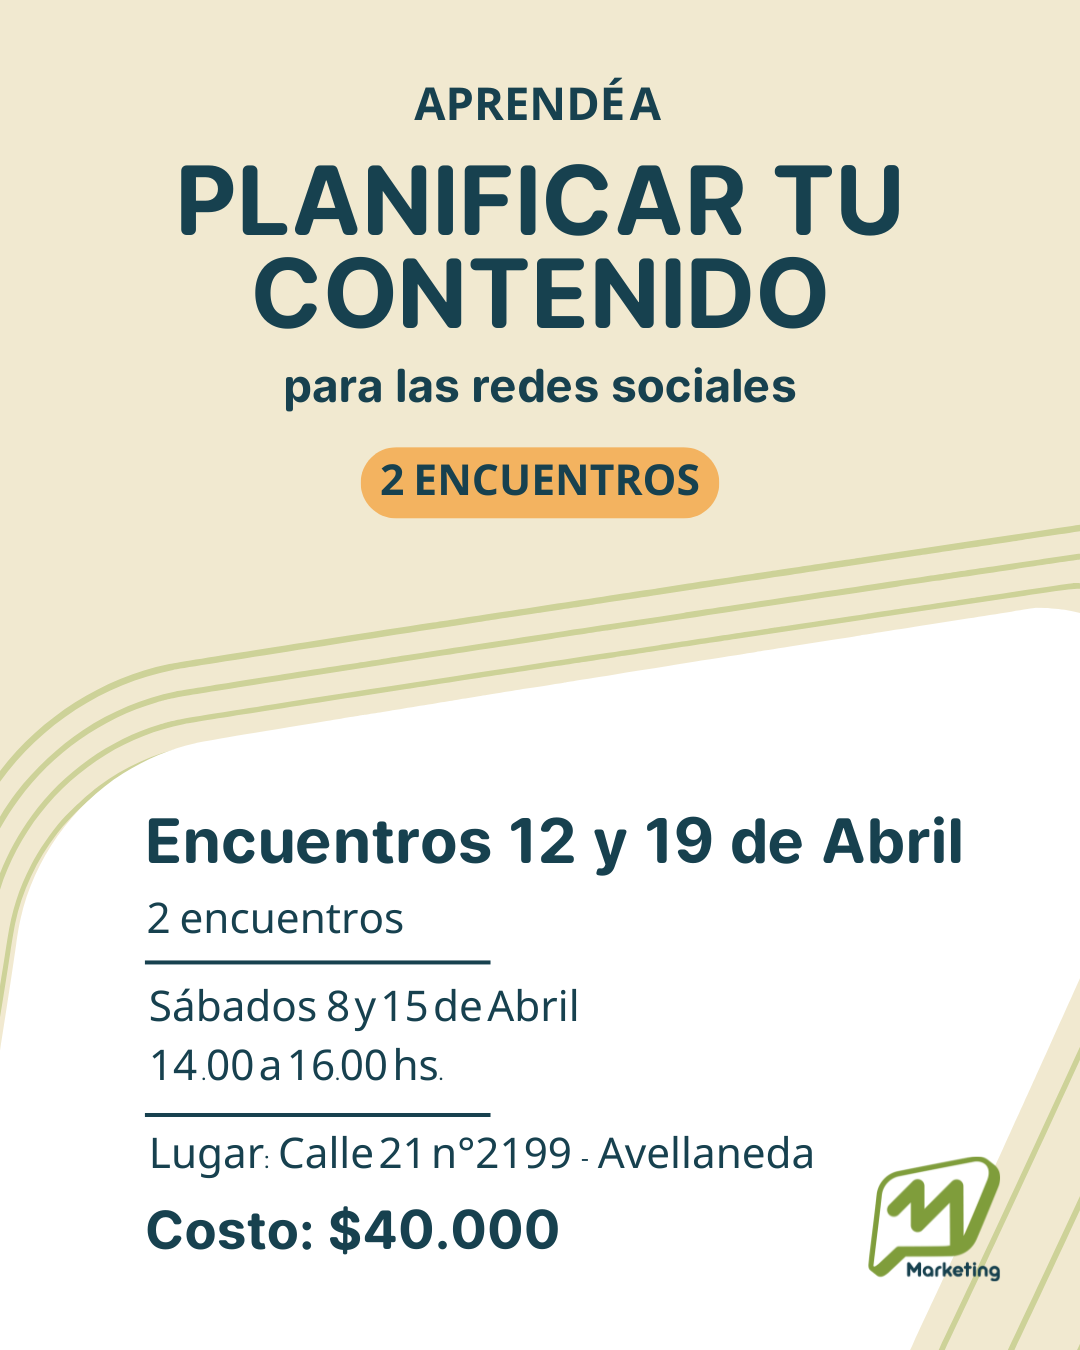 APRENDÉ A
PLANIFICAR TU
CONTENIDO
para las redes sociales
2 ENCUENTROS
Encuentros 12 y 19 de Abril
2 encuentros
Sábados 8 y 15 de Abril
14.00 a 16.00 hs.
Lugar: Calle 21 n°2199 - Avellaneda
Costo: $40.000
M
Marketing